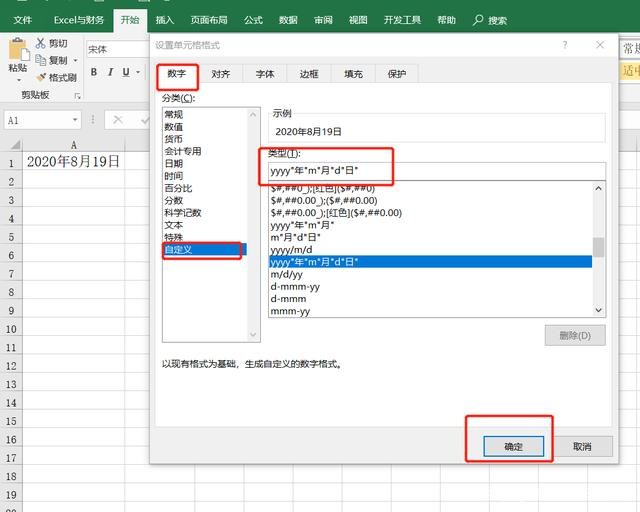 文件 Excel与财务 开始 插入 页面布局 公式 数据 审阅 视图 开发工具 帮助 搜索
粘贴
剪切
复制
格式刷
剪贴板
宋体
B I U
A1
A
1 2020年8月19日
2
3
4
5
6
7
8
9
10
11
12
13
14
15
16
17
18
19
20
常规
适中
设置单元格格式 ? ×
数字 对齐 字体 边框 填充 保护
分类(C):
常规
数值
货币
会计专用
日期
时间
百分比
分数
科学记数
文本
特殊
自定义
示例
2020年8月19日
类型(T):
yyyy"年"m"月"d"日"
$#,##0_);[红色]($#,##0)
$#,##0.00_);($#,##0.00)
$#,##0.00_);[红色]($#,##0.00)
yyyy"年"m"月"
m"月"d"日"
yyyy/m/d
yyyy"年"m"月"d"日"
m/d/yy
d-mmm-yy
d-mmm
mmm-yy
删除(D)
以现有格式为基础，生成自定义的数字格式。
确定 取消